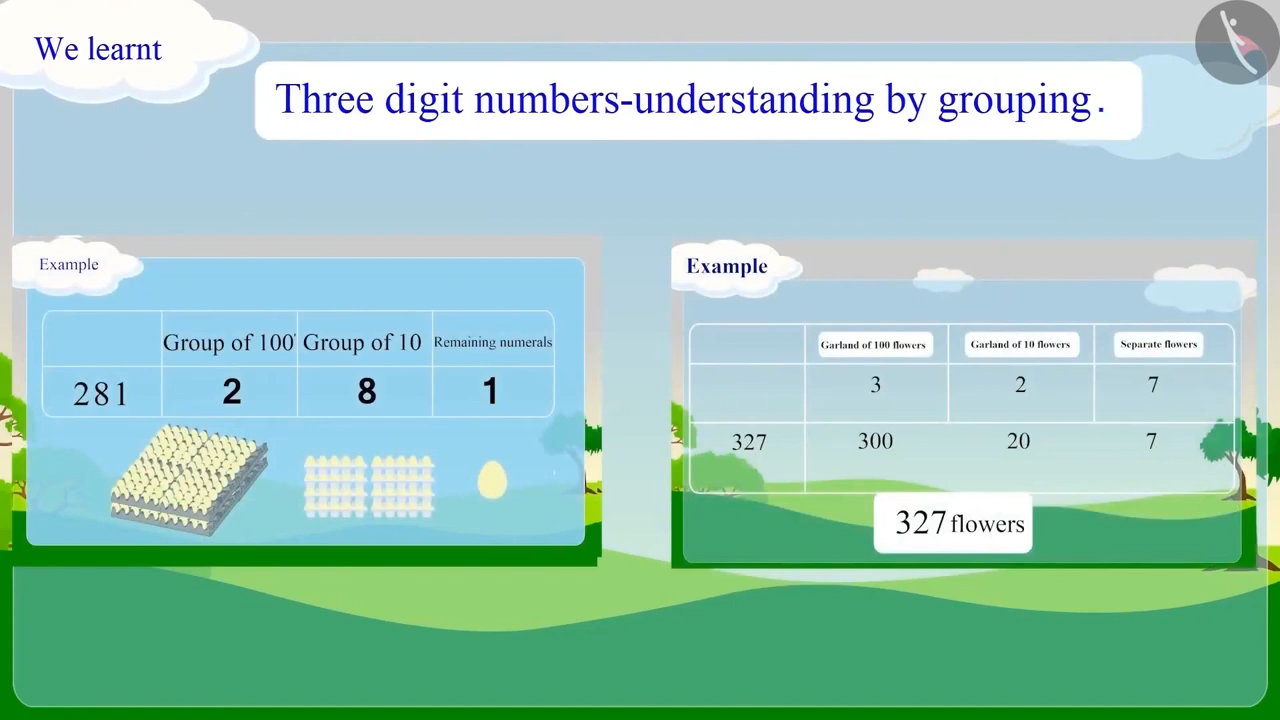 We learnt
Three digit numbers-understanding by grouping.
Example
Group of 100' Group of 10 Remaining numerals
281 2 8 1
Example
Garland of 100 flowers Garland of 10 flowers Separate flowers
3 2 7
327 300 20 7
327 flowers